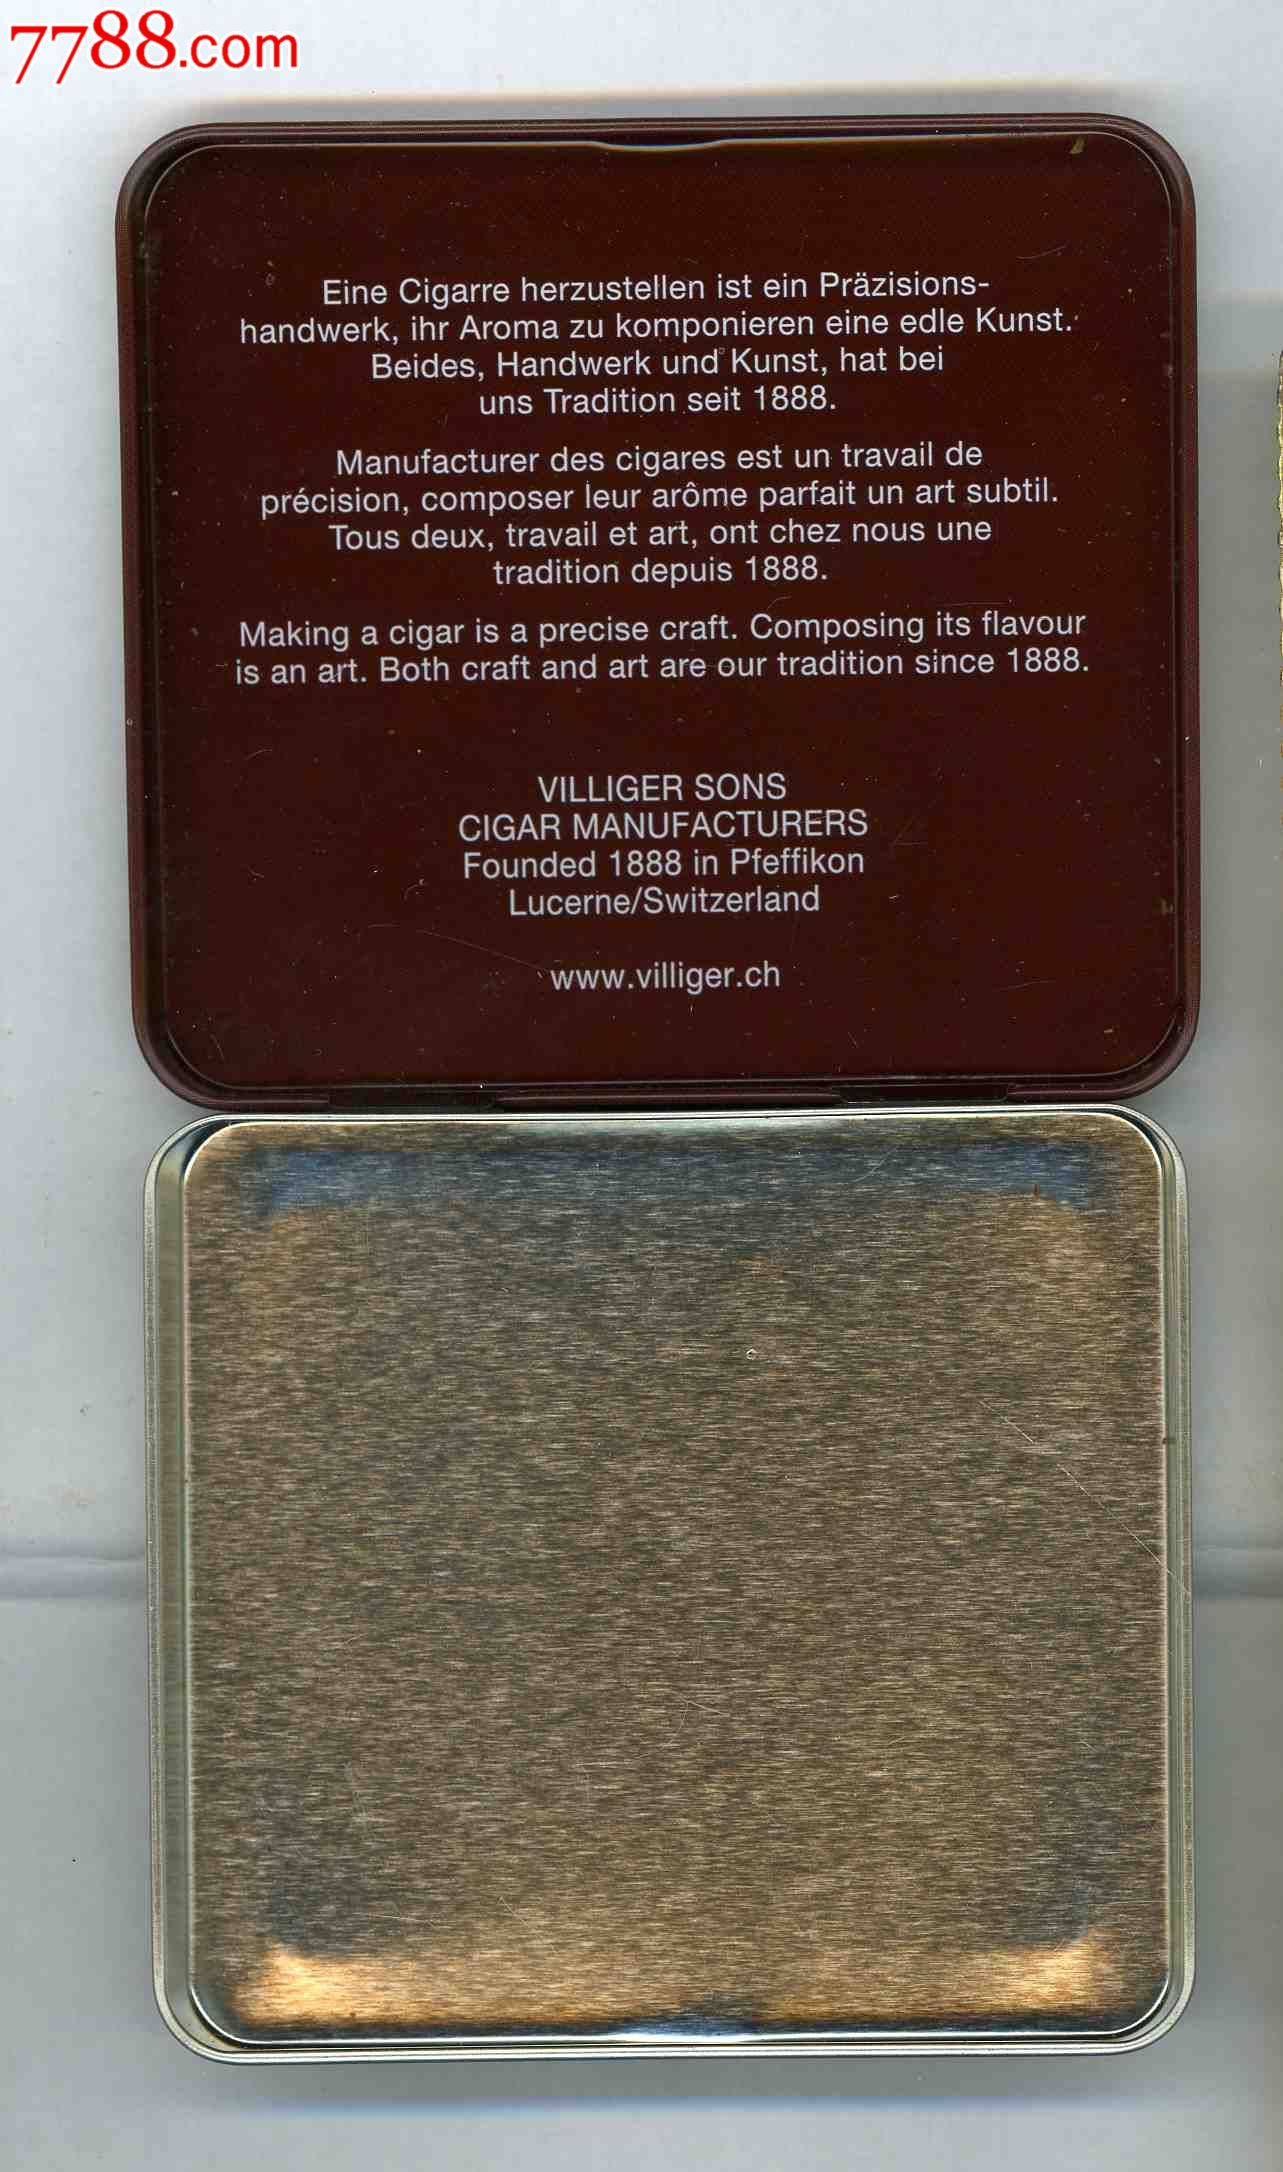 7788.com
Eine Cigarre herzustellen ist ein Präzisions-
handwerk, ihr Aroma zu komponieren eine edle Kunst.
Beides, Handwerk und Kunst, hat bei
uns Tradition seit 1888.
Manufacturer des cigares est un travail de
précision, composer leur arôme parfait un art subtil.
Tous deux, travail et art, ont chez nous une
tradition depuis 1888.
Making a cigar is a precise craft. Composing its flavour
is an art. Both craft and art are our tradition since 1888.
VILLIGER SONS
CIGAR MANUFACTURERS
Founded 1888 in Pfeffikon
Lucerne/Switzerland
www.villiger.ch